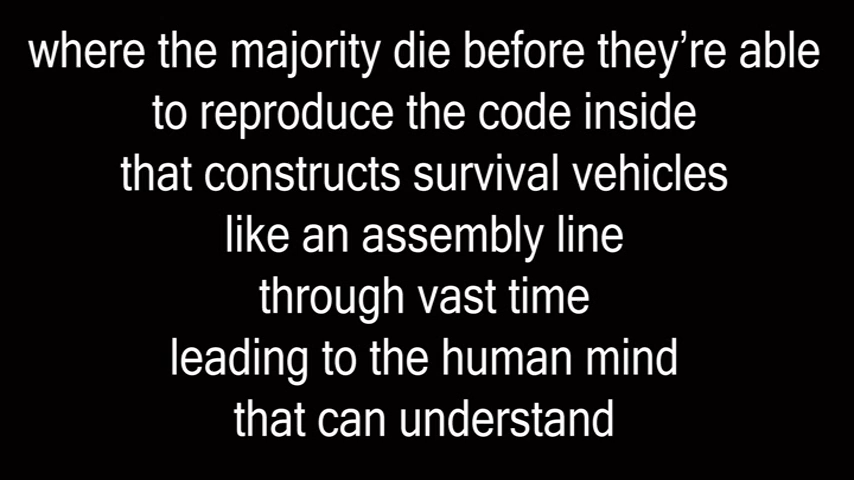 where the majority die before they’re able
to reproduce the code inside
that constructs survival vehicles
like an assembly line
through vast time
leading to the human mind
that can understand